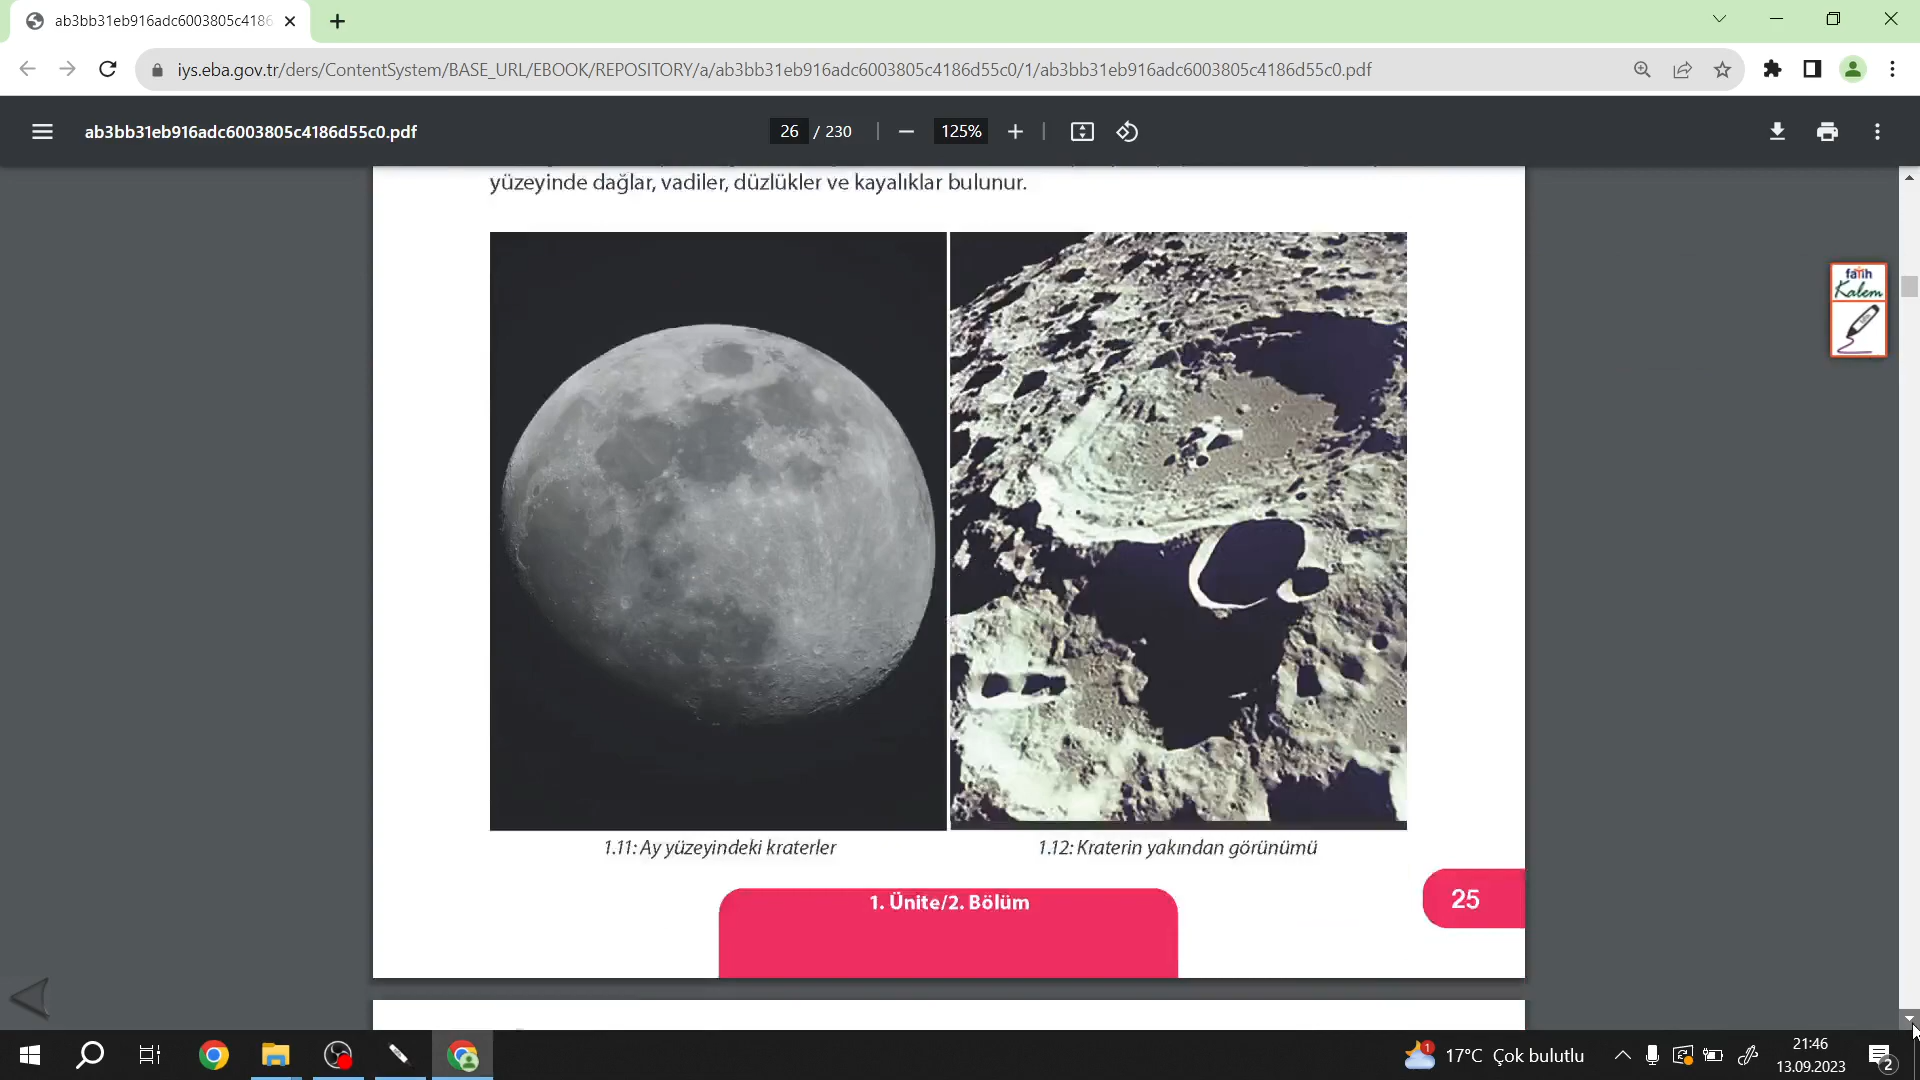 ab3bb31eb916adc6003805c4186
iys.eba.gov.tr/ders/ContentSystem/BASE_URL/EBOOK/REPOSITORY/a/ab3bb31eb916adc6003805c4186d55c0/1/ab3bb31eb916adc6003805c4186d55c0.pdf
ab3bb31eb916adc6003805c4186d55c0.pdf
26 / 230
125%
yüzeyinde dağlar, vadiler, düzlükler ve kayalıklar bulunur.
fatih
Kalem
1.11: Ay yüzeyindeki kraterler
1.12: Kraterin yakından görünümü
1. Ünite/2. Bölüm
25
1
17°C Çok bulutlu
21:46
13.09.2023
2